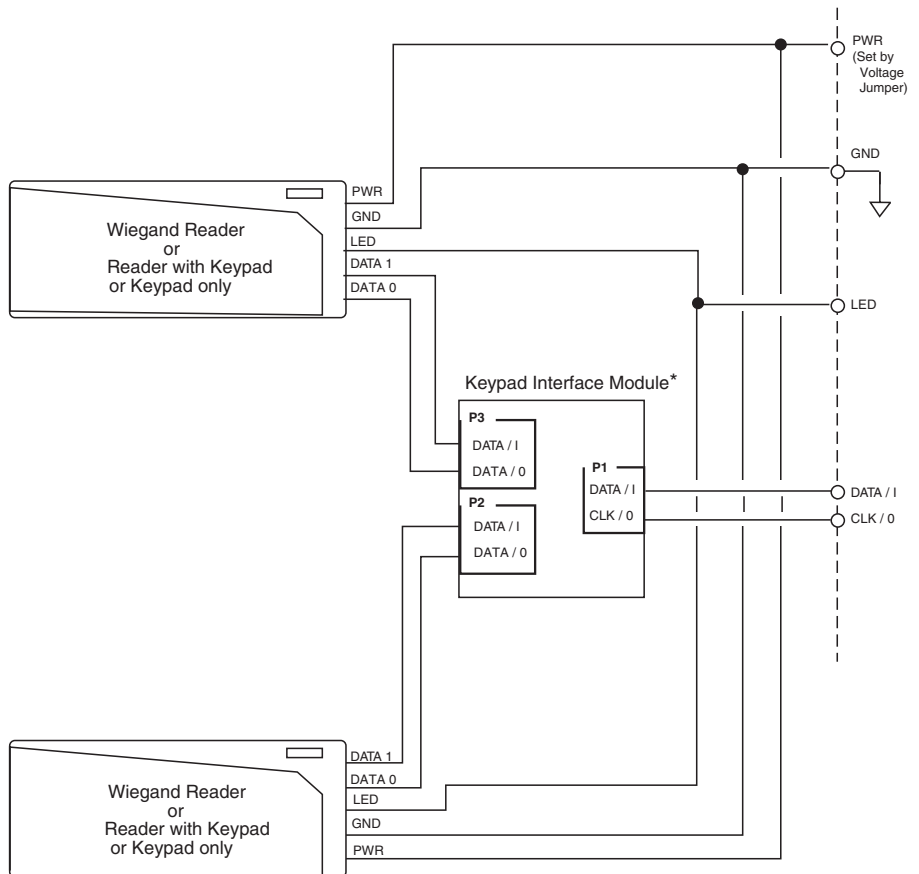 PWR
(Set by
Voltage
Jumper)
GND
PWR
GND
LED
DATA 1
DATA 0
Wiegand Reader
or
Reader with Keypad
or Keypad only
LED
Keypad Interface Module*
P3
DATA / I
DATA / 0
P1
DATA / I
CLK / 0
P2
DATA / I
DATA / 0
DATA / I
CLK / 0
DATA 1
DATA 0
LED
GND
PWR
Wiegand Reader
or
Reader with Keypad
or Keypad only